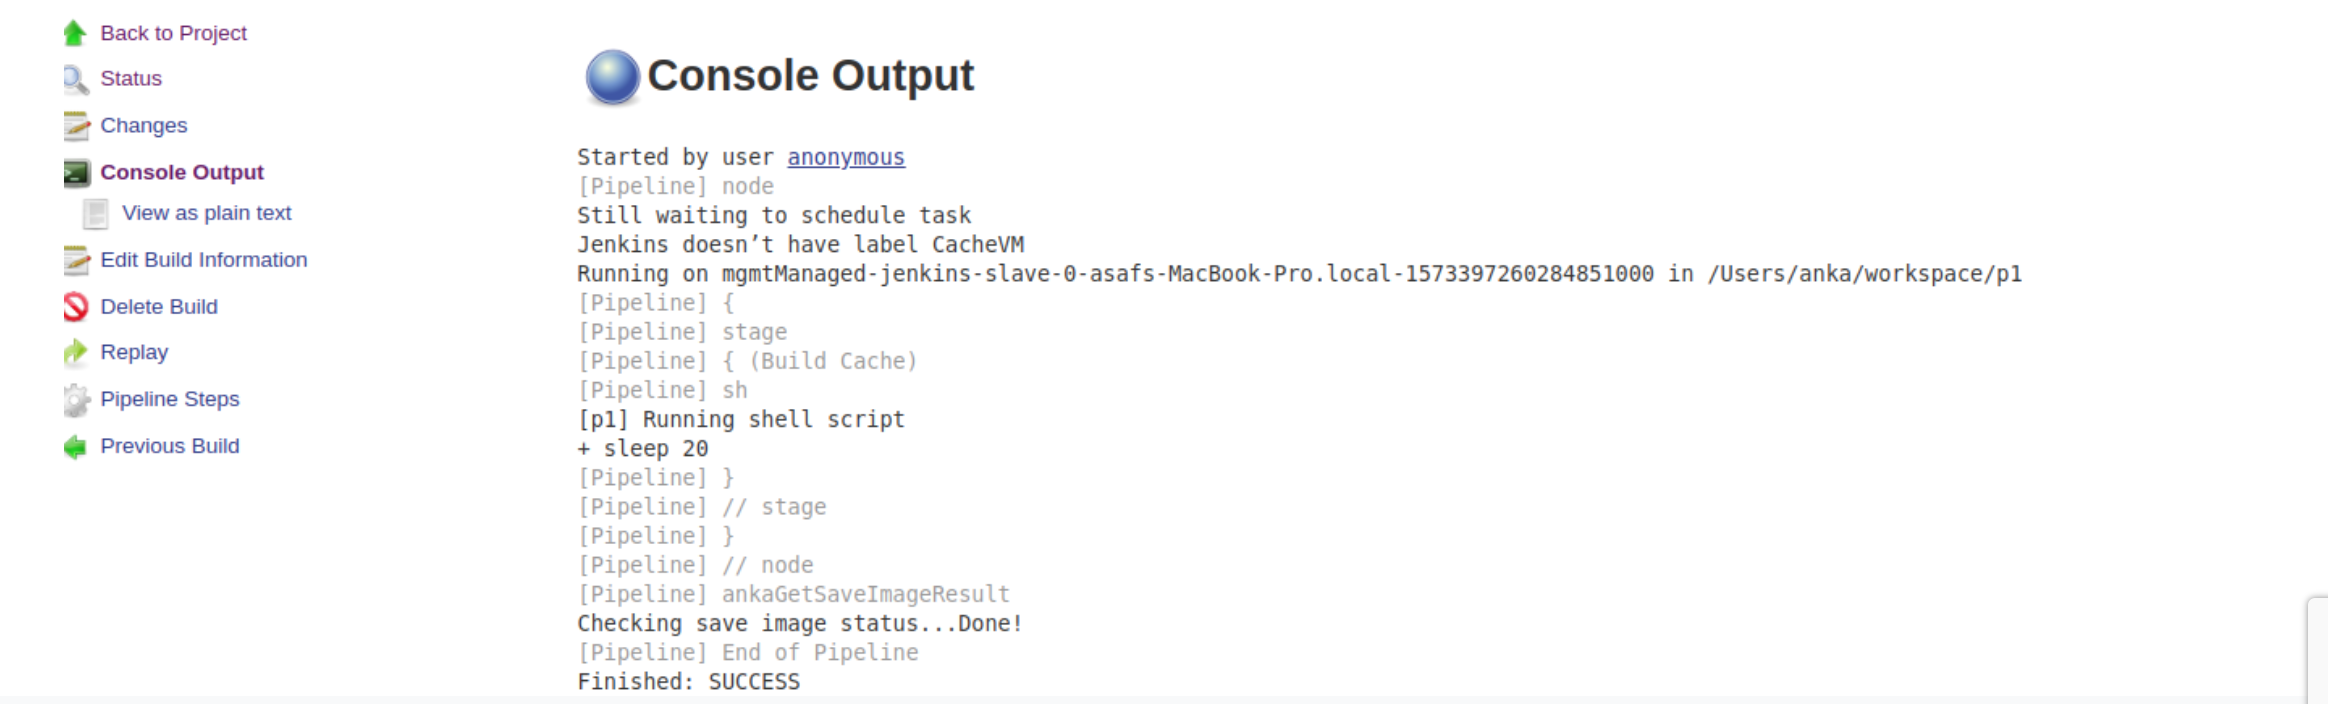 Back to Project
Status
Changes
Console Output
View as plain text
Edit Build Information
Delete Build
Replay
Pipeline Steps
Previous Build
Console Output
Started by user anonymous
[Pipeline] node
Still waiting to schedule task
Jenkins doesn’t have label CacheVM
Running on mgmtManaged-jenkins-slave-0-asafs-MacBook-Pro.local-1573397260284851000 in /Users/anka/workspace/p1
[Pipeline] {
[Pipeline] stage
[Pipeline] { (Build Cache)
[Pipeline] sh
[p1] Running shell script
+ sleep 20
[Pipeline] }
[Pipeline] // stage
[Pipeline] }
[Pipeline] // node
[Pipeline] ankaGetSaveImageResult
Checking save image status...Done!
[Pipeline] End of Pipeline
Finished: SUCCESS